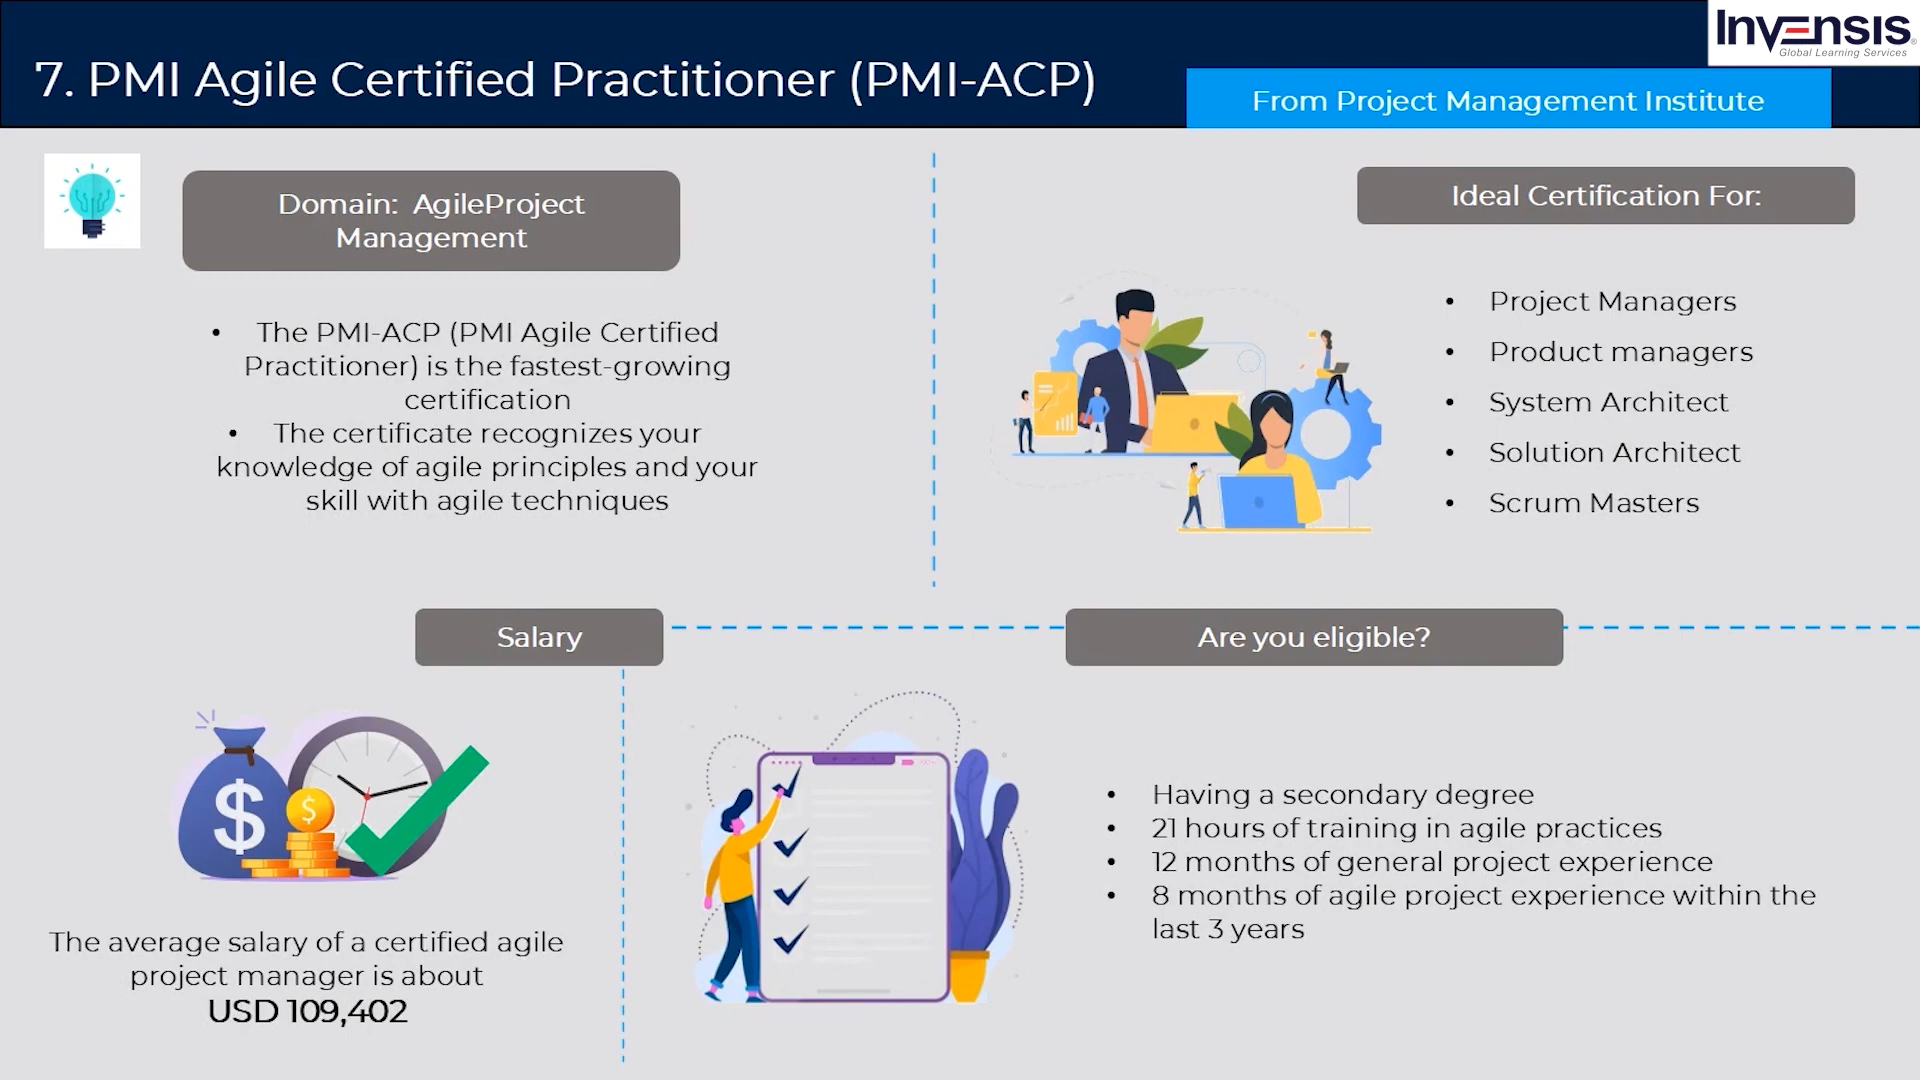 Invensis
Global Learning Services
7. PMI Agile Certified Practitioner (PMI-ACP)
From Project Management Institute
Domain: AgileProject
Management
• The PMI-ACP (PMI Agile Certified
Practitioner) is the fastest-growing
certification
• The certificate recognizes your
knowledge of agile principles and your
skill with agile techniques
Ideal Certification For:
• Project Managers
• Product managers
• System Architect
• Solution Architect
• Scrum Masters
Salary
$
$
The average salary of a certified agile
project manager is about
USD 109,402
Are you eligible?
• Having a secondary degree
• 21 hours of training in agile practices
• 12 months of general project experience
• 8 months of agile project experience within the
last 3 years